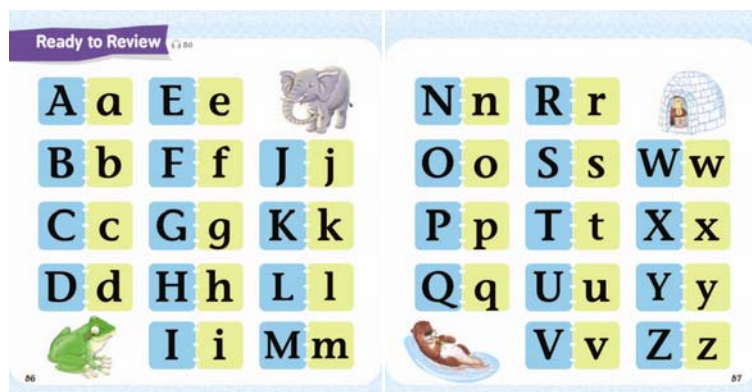 Ready to Review 80
A a E e
B b F f J j
C c G g K k
D d H h L l
I i M m
86
N n R r
O o S s W w
P p T t X x
Q q U u Y y
V v Z z
87